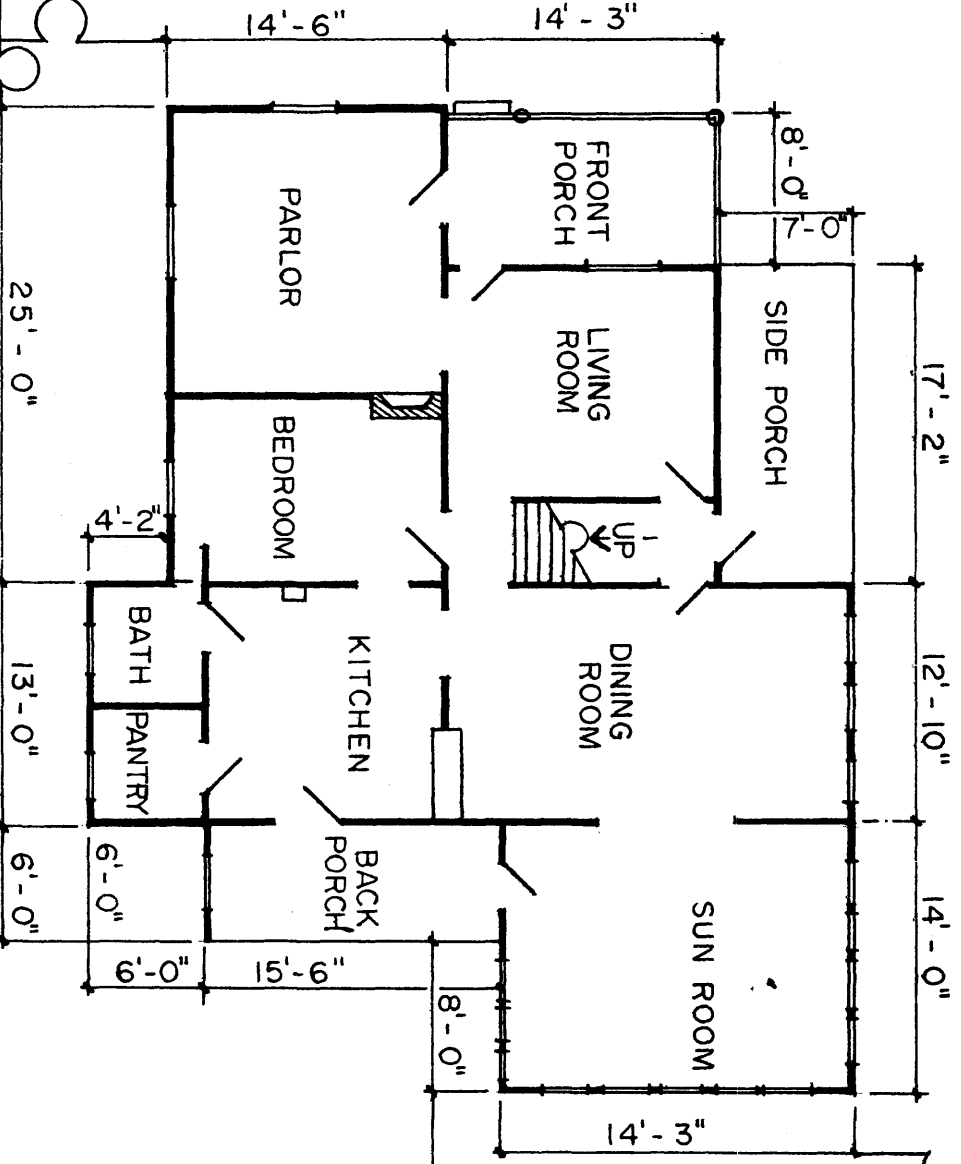 14'-6"
14'-3"
8'-0"
7'-0"
FRONT
PORCH
PARLOR
SIDE PORCH
LIVING
ROOM
25'-0"
17'-2"
BEDROOM
UP
4'-2"
BATH
KITCHEN
DINING
ROOM
12'-10"
13'-0"
PANTRY
BACK
PORCH
6'-0"
6'-0"
SUN ROOM
14'-0"
6'-0"
15'-6"
8'-0"
14'-3"